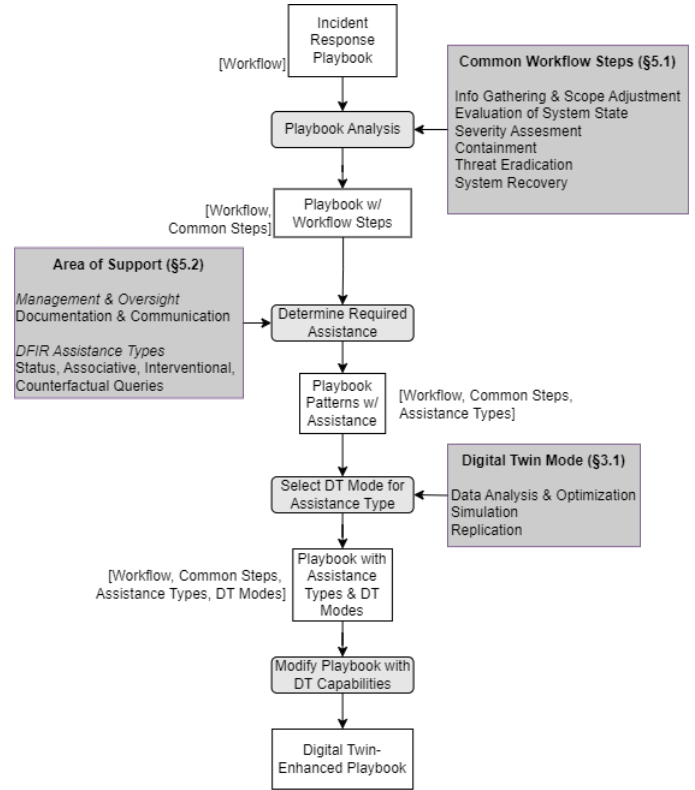 Incident
Response
Playbook
[Workflow]
Common Workflow Steps (§5.1)
Info Gathering & Scope Adjustment
Evaluation of System State
Severity Assesment
Containment
Threat Eradication
System Recovery
Playbook Analysis
[Workflow,
Common Steps]
Playbook w/
Workflow Steps
Area of Support (§5.2)
Management & Oversight
Documentation & Communication
DFIR Assistance Types
Status, Associative, Interventional,
Counterfactual Queries
Determine Required
Assistance
Playbook
Patterns w/
Assistance
[Workflow, Common Steps,
Assistance Types]
Digital Twin Mode (§3.1)
Data Analysis & Optimization
Simulation
Replication
Select DT Mode for
Assistance Type
[Workflow, Common Steps,
Assistance Types, DT Modes]
Playbook with
Assistance
Types & DT
Modes
Modify Playbook with
DT Capabilities
Digital Twin-
Enhanced Playbook